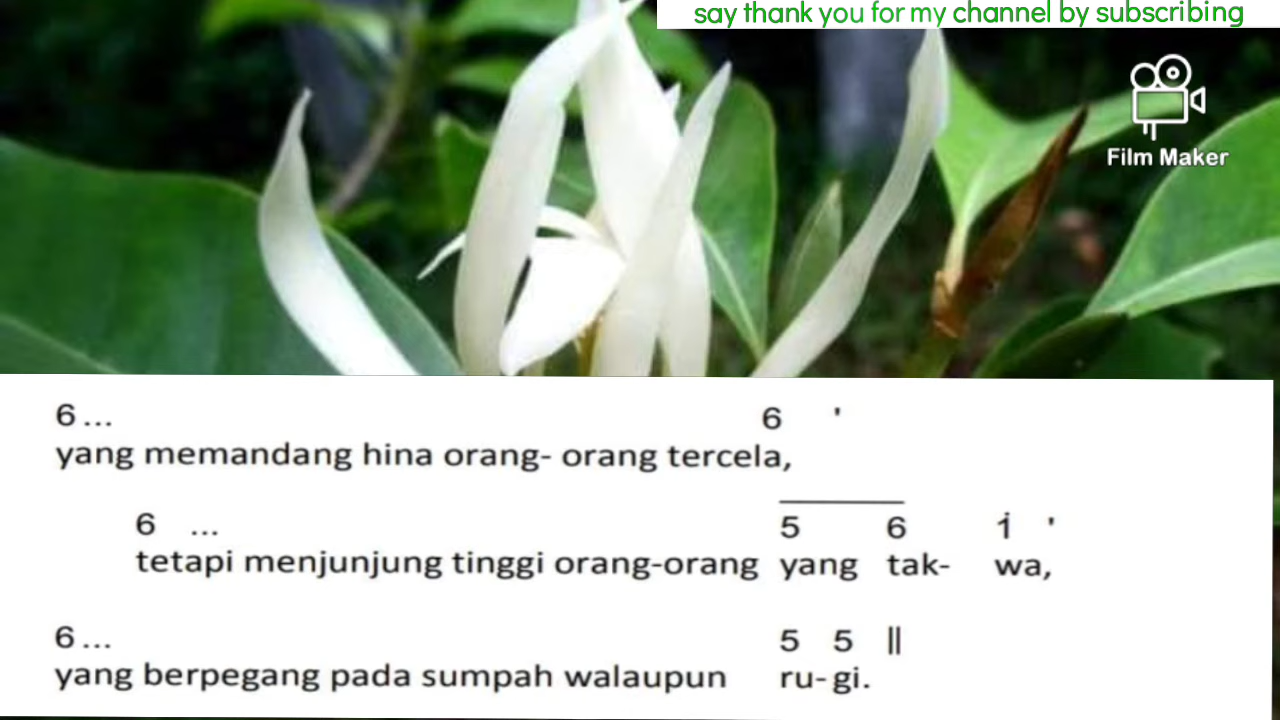 say thank you for my channel by subscribing
Film Maker
6... 6 '
yang memandang hina orang- orang tercela,
6 ... 5 6 1̇ '
tetapi menjunjung tinggi orang-orang yang tak- wa,
6... 5 5 ||
yang berpegang pada sumpah walaupun ru- gi.